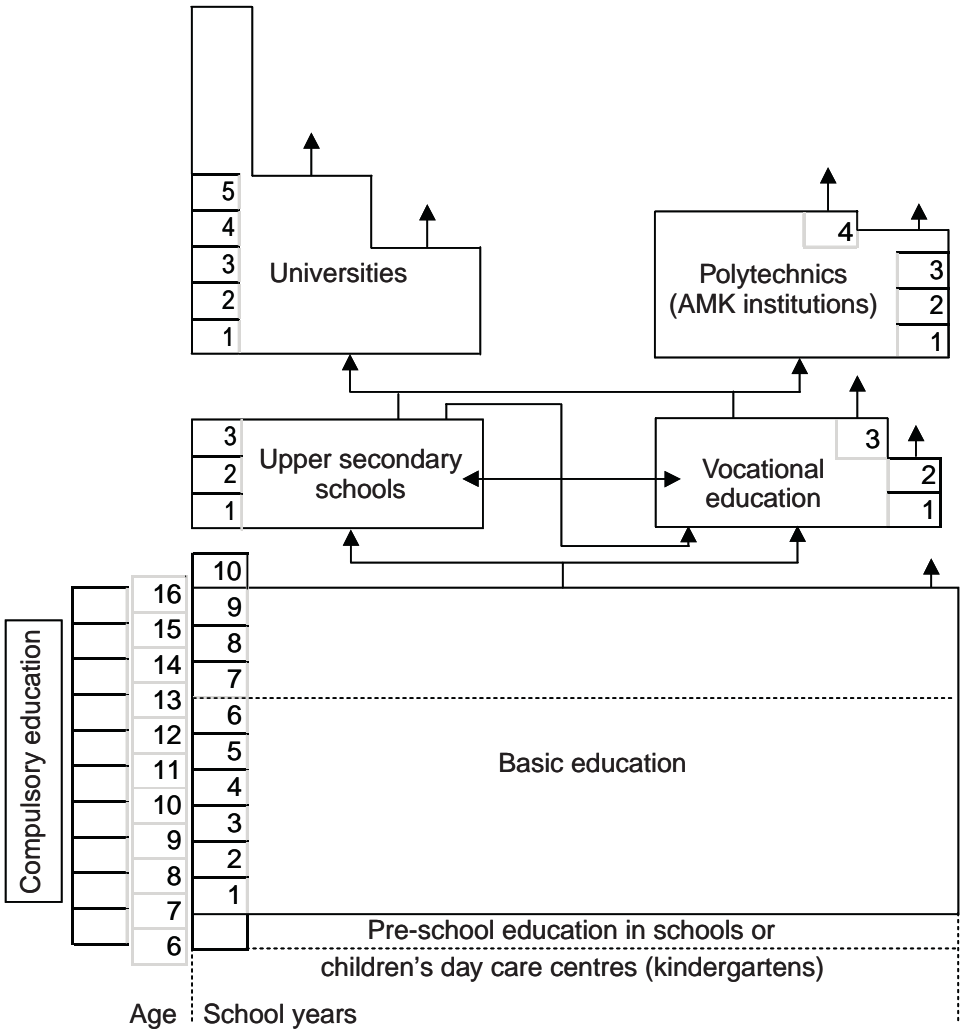 5
4
3
2
1
Universities
4
Polytechnics
(AMK institutions)
3
2
1
3
2
1
Upper secondary
schools
3
Vocational
education
2
1
Compulsory education
16
15
14
13
12
11
10
9
8
7
6
10
9
8
7
6
5
4
3
2
1
Basic education
Pre-school education in schools or
children's day care centres (kindergartens)
Age
School years